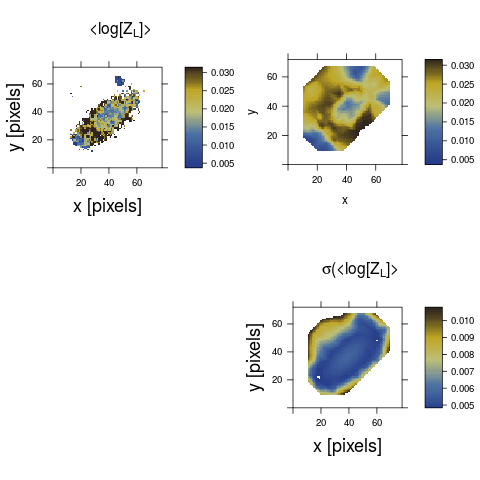 <log[Z_L]>
60
40
20
20 40 60
x [pixels]
y [pixels]
0.030
0.025
0.020
0.015
0.010
0.005
60
40
20
20 40 60
x
y
0.030
0.025
0.020
0.015
0.010
0.005
σ(<log[Z_L]>
60
40
20
20 40 60
x [pixels]
y [pixels]
0.010
0.009
0.008
0.007
0.006
0.005